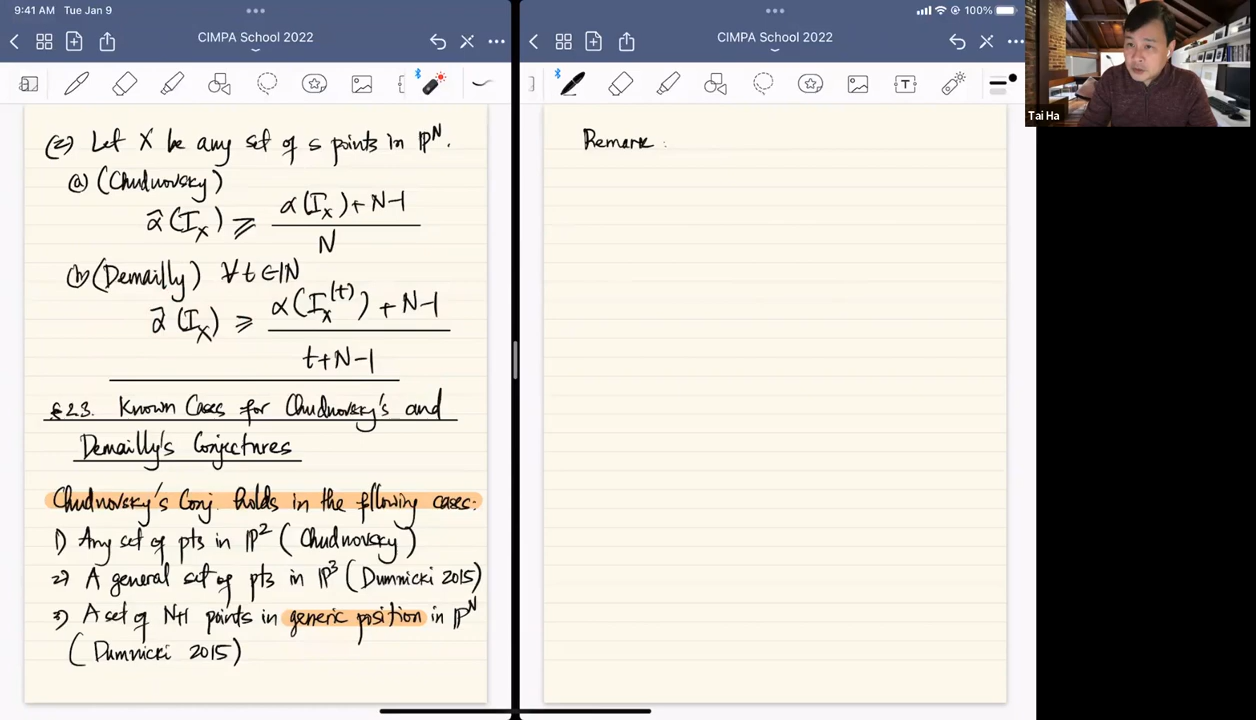 9:41 AM Tue Jan 9
100%
CIMPA School 2022
CIMPA School 2022
Tai Ha
(2) Let X be any set of s points in ℙ^N.
ⓐ (Chudnovsky)
α̂(I_X) ≥ (α(I_X)+N-1)/N
ⓑ (Demailly) ∀t∈ℕ
α̂(I_X) ≥ (α(I_X^(t))+N-1)/(t+N-1)
§2.3. Known Cases for Chudnovsky's and
Demailly's Conjectures
Chudnovsky's Conj. holds in the following cases:
1) Any set of pts in ℙ^2 (Chudnovsky)
2) A general set of pts in ℙ^3 (Dumnicki 2015)
3) A set of N+1 points in generic position in ℙ^N
(Dumnicki 2015)
Remark: